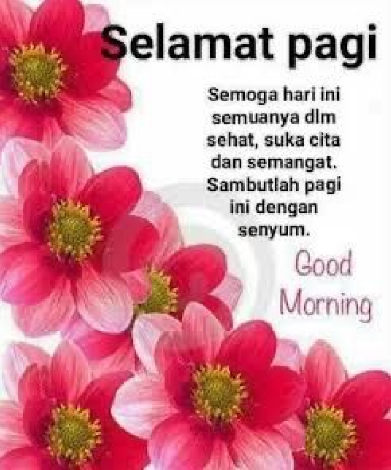 Selamat pagi
Semoga hari ini
semuanya dlm
sehat, suka cita
dan semangat.
Sambutlah pagi
ini dengan
senyum.
Good
Morning